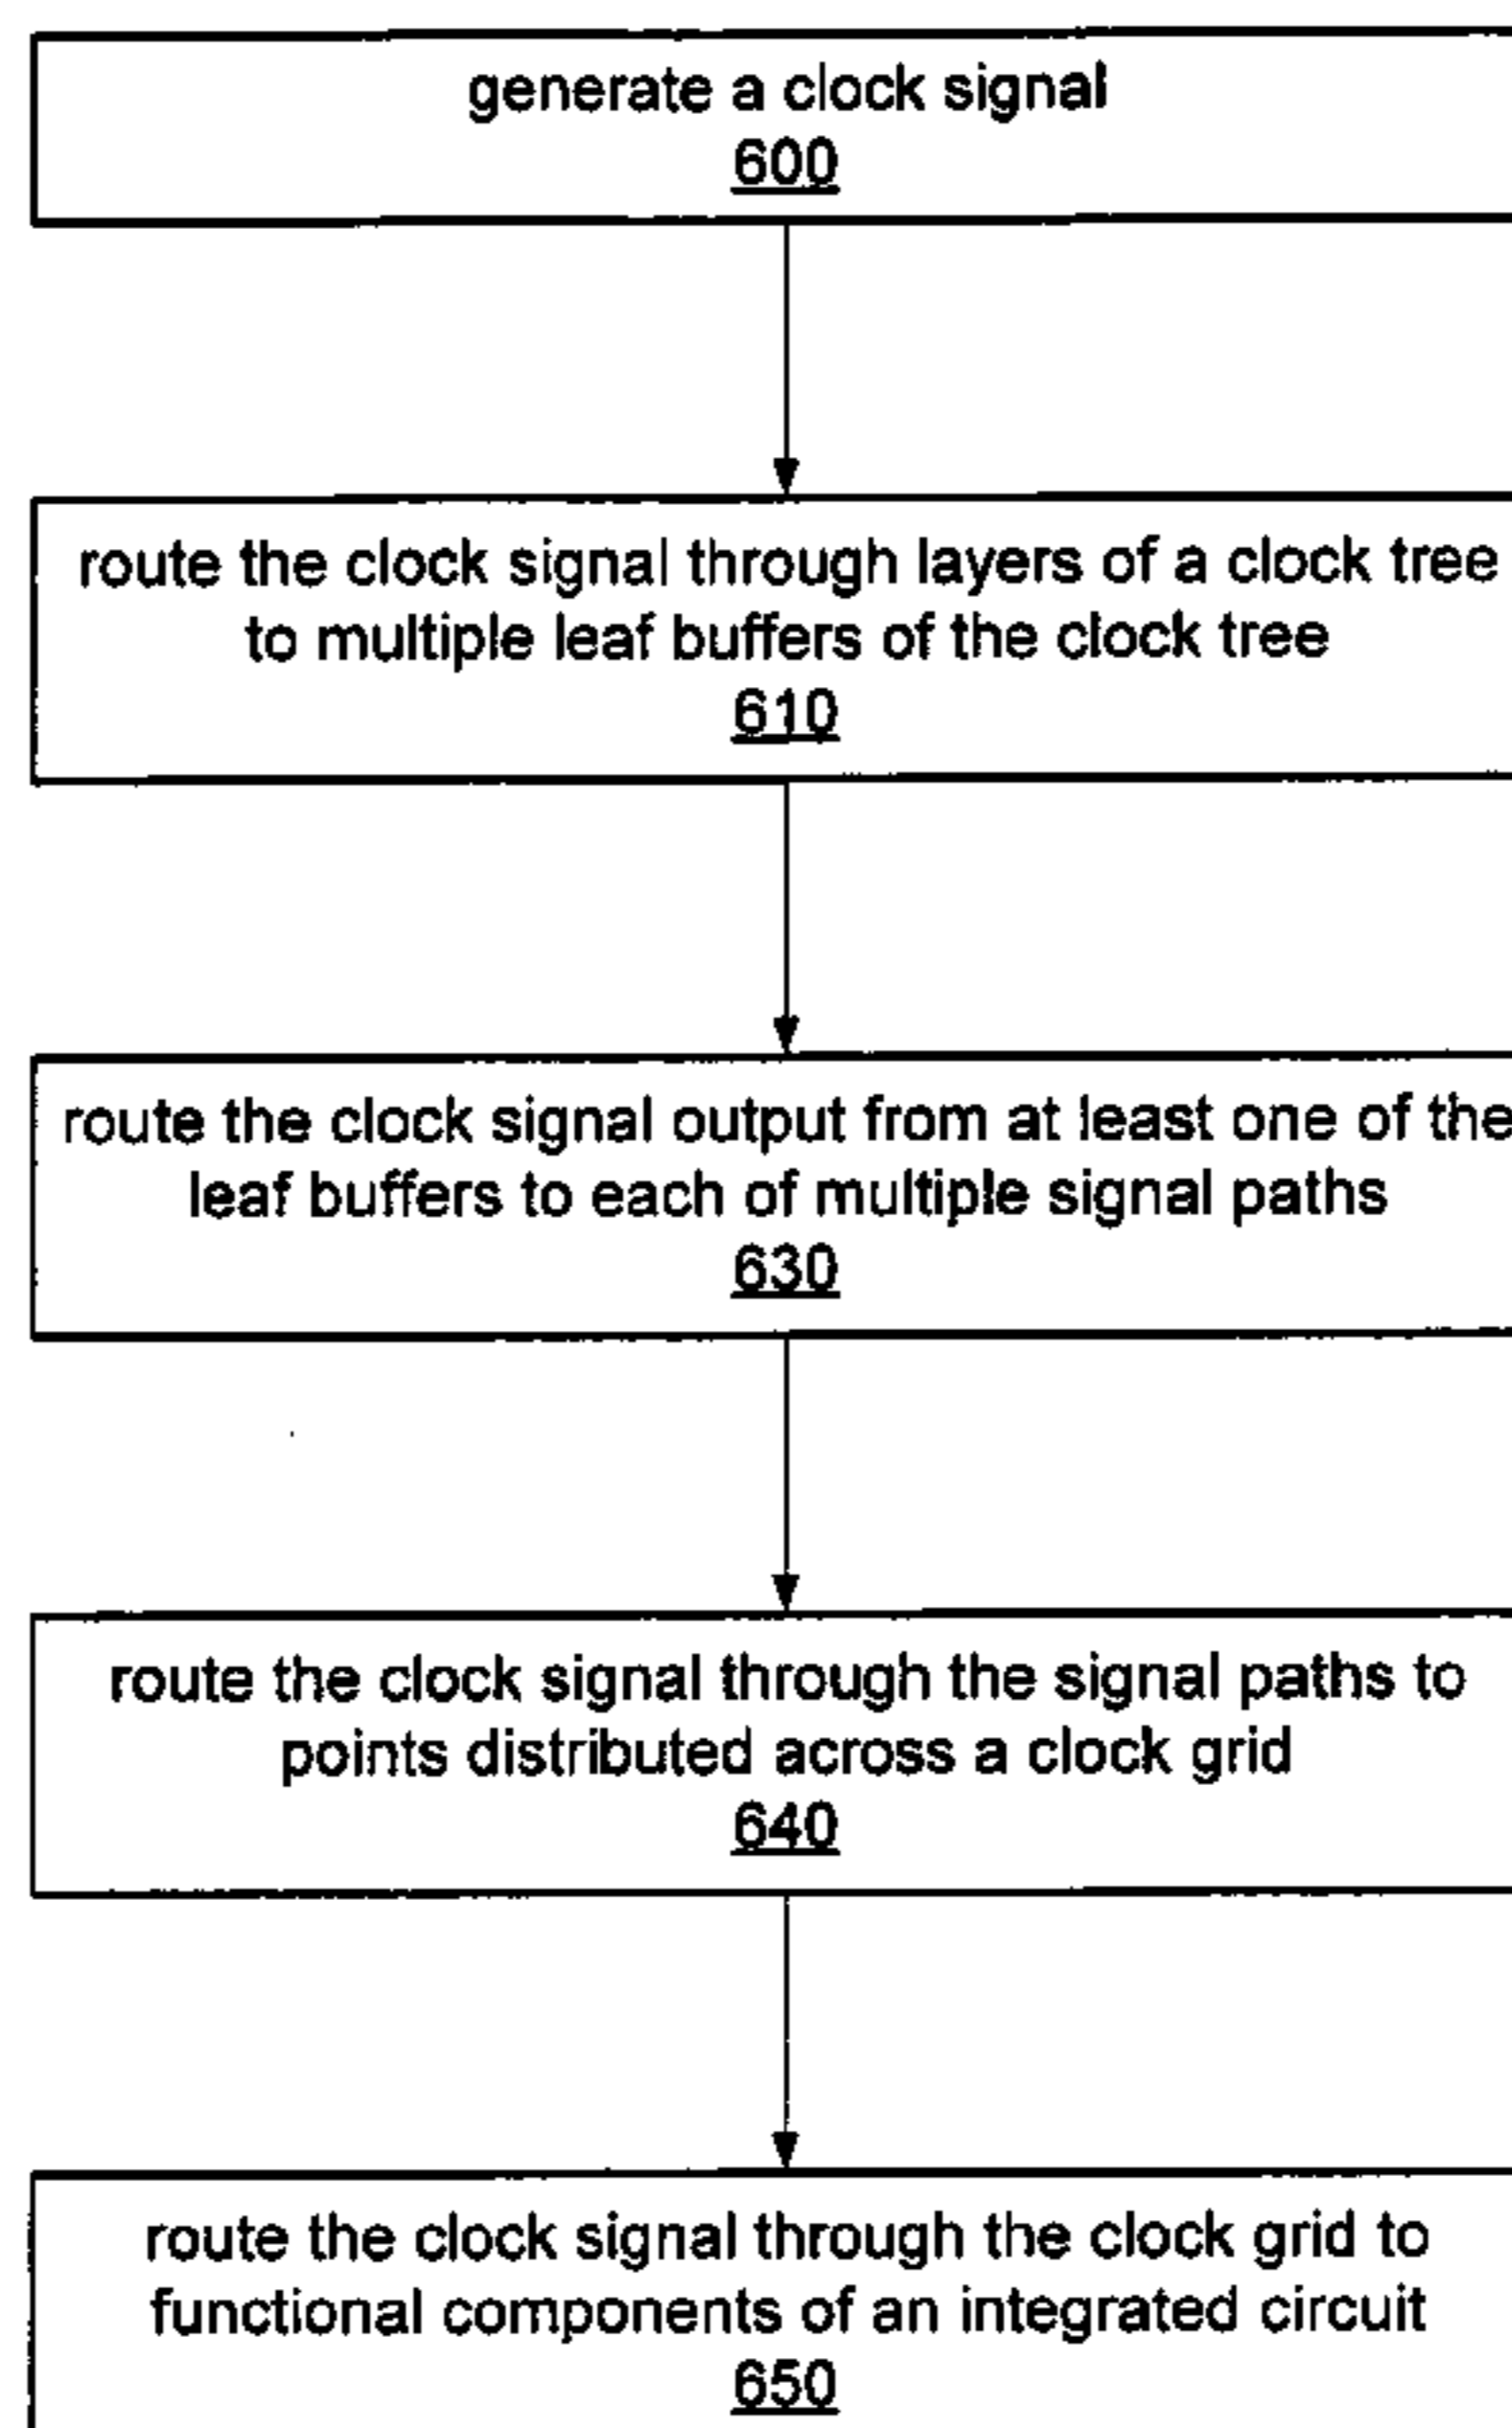 generate a clock signal
600
route the clock signal through layers of a clock tree
to multiple leaf buffers of the clock tree
610
route the clock signal output from at least one of the
leaf buffers to each of multiple signal paths
630
route the clock signal through the signal paths to
points distributed across a clock grid
640
route the clock signal through the clock grid to
functional components of an integrated circuit
650